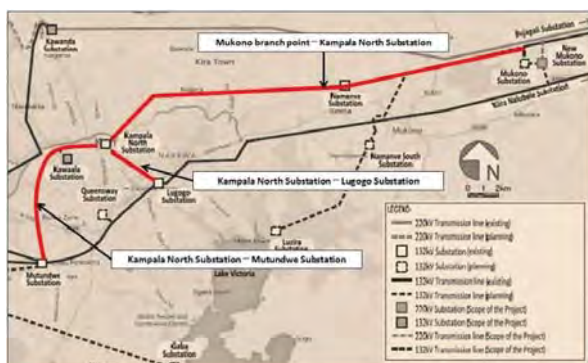 Kawanda
Substation
Mukono branch point – Kampala North Substation
Bujagali Substation
New
Mukono
Substation
Kira Town
Mukono
Substation
Namanve
Substation
Kampala
North
Substation
Nalubale Substation
Mukono
Kawaala
Substation
Namanve South
Substation
Kampala North Substation – Lugogo Substation
Queensway
Substation
Lugogo
Substation
N
0 1 2km
Luzira
Substation
Kampala North Substation – Mutundwe Substation
Mutundwe
Substation
Lake Victoria
Gaba
Substation
LEGEND
220kV Transmission line (existing)
220kV Transmission line (planning)
132kV Substation (existing)
132kV Substation (planning)
132kV Transmission line (existing)
132kV Transmission line (planning)
220kV Substation (Scope of the Project)
132kV Substation (Scope of the Project)
220kV Transmission line (Scope of the Project)
132kV Transmission line (Scope of the Project)